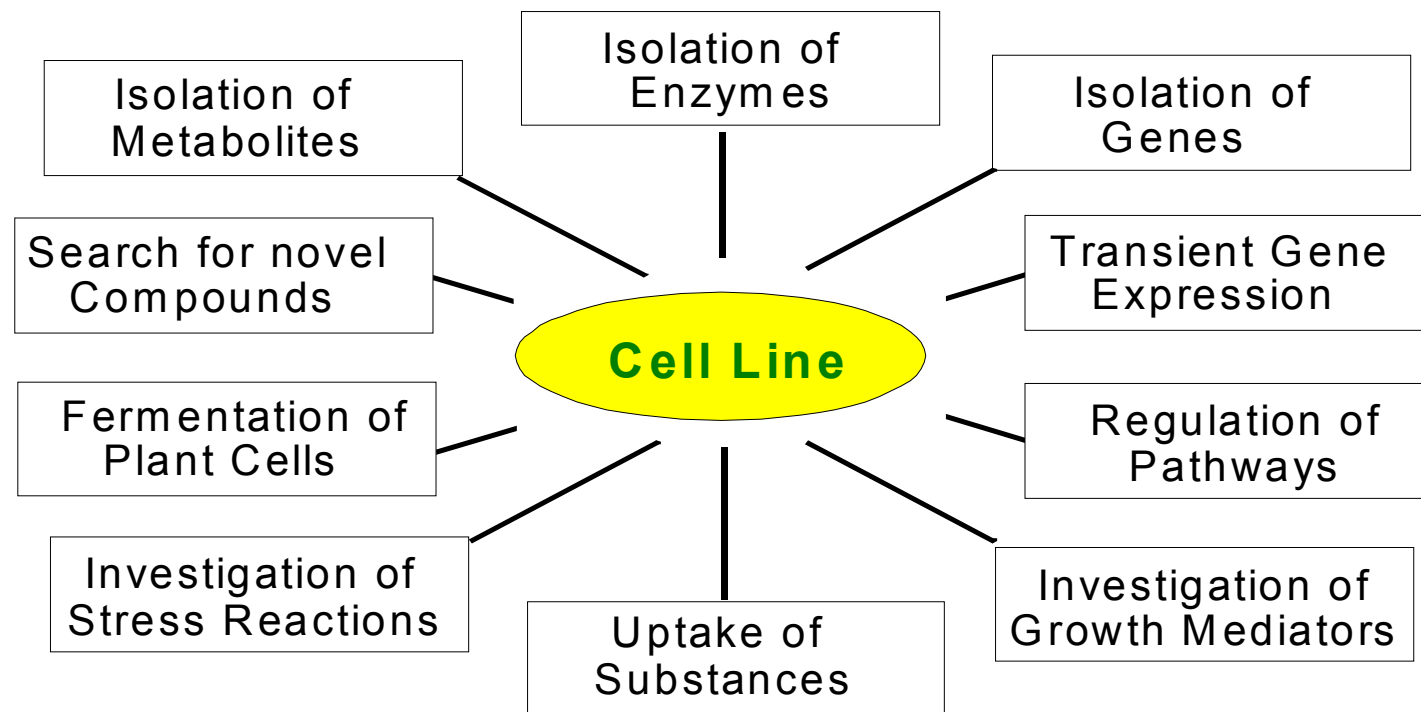 Isolation of
Enzymes
Isolation of
Metabolites
Isolation of
Genes
Search for novel
Compounds
Transient Gene
Expression
Cell Line
Fermentation of
Plant Cells
Regulation of
Pathways
Investigation of
Stress Reactions
Uptake of
Substances
Investigation of
Growth Mediators